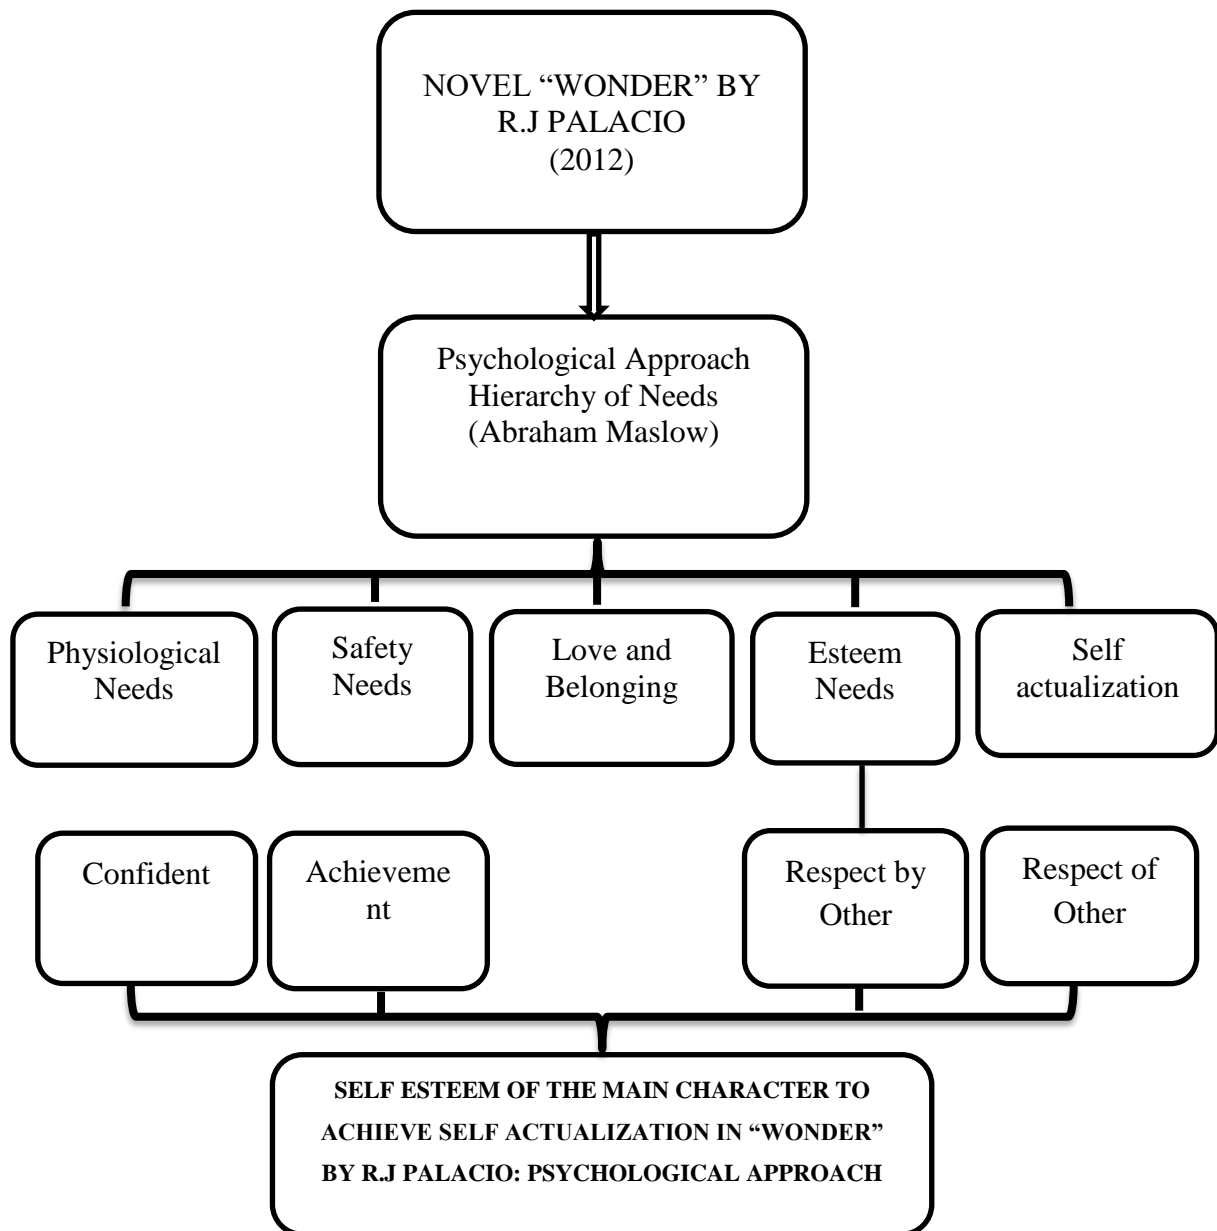 NOVEL “WONDER” BY
R.J PALACIO
(2012)
Psychological Approach
Hierarchy of Needs
(Abraham Maslow)
Physiological
Needs
Safety
Needs
Love and
Belonging
Esteem
Needs
Self
actualization
Confident
Achieveme
nt
Respect by
Other
Respect of
Other
SELF ESTEEM OF THE MAIN CHARACTER TO
ACHIEVE SELF ACTUALIZATION IN “WONDER”
BY R.J PALACIO: PSYCHOLOGICAL APPROACH